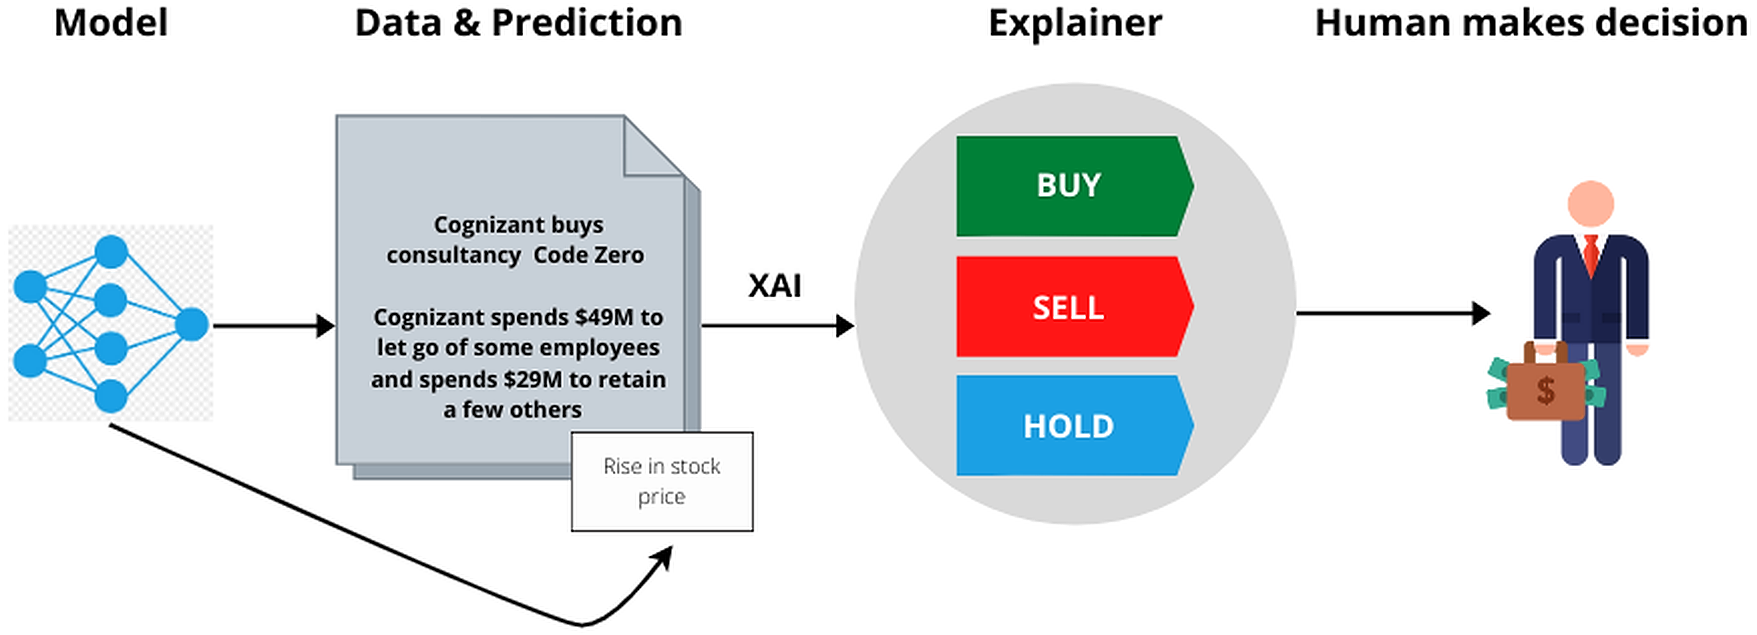 Model
Data & Prediction
Explainer
Human makes decision
Cognizant buys
consultancy Code Zero
Cognizant spends $49M to
let go of some employees
and spends $29M to retain
a few others
Rise in stock
price
XAI
BUY
SELL
HOLD
$